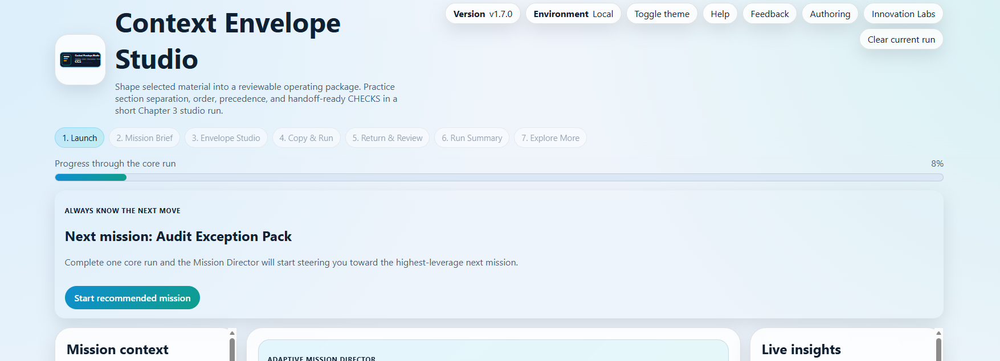 Context Envelope
Studio
Shape selected material into a reviewable operating package. Practice
section separation, order, precedence, and handoff-ready CHECKS in a
short Chapter 3 studio run.
Version v1.7.0
Environment Local
Toggle theme
Help
Feedback
Authoring
Innovation Labs
Clear current run
1. Launch
2. Mission Brief
3. Envelope Studio
4. Copy & Run
5. Return & Review
6. Run Summary
7. Explore More
Progress through the core run
8%
ALWAYS KNOW THE NEXT MOVE
Next mission: Audit Exception Pack
Complete one core run and the Mission Director will start steering you toward the highest-leverage next mission.
Start recommended mission
Mission context
ADAPTIVE MISSION DIRECTOR
Live insights